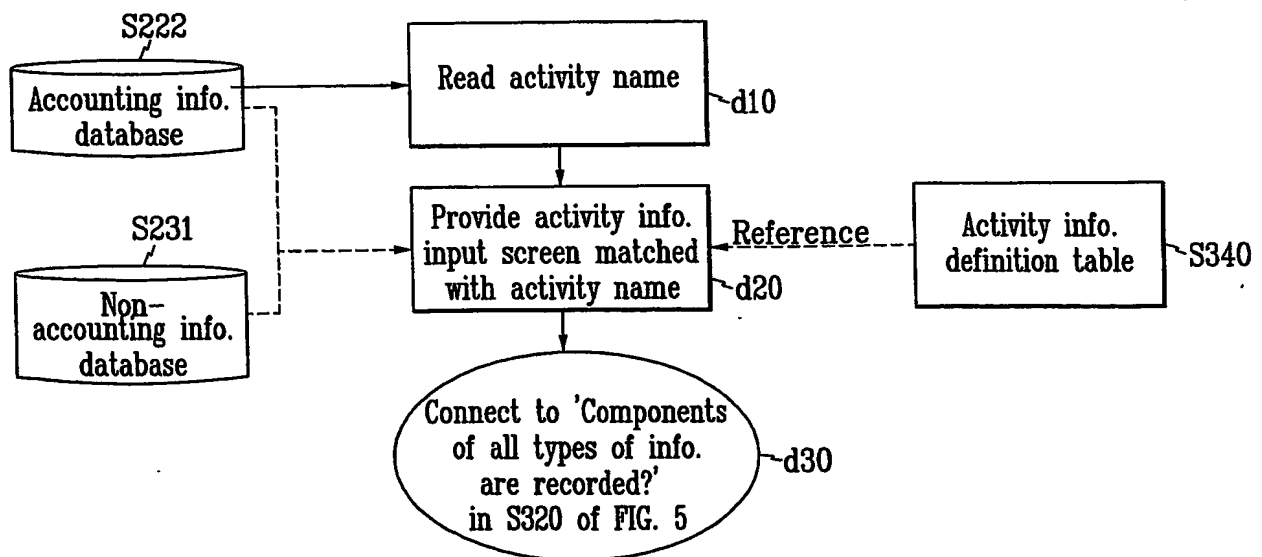 S222
Accounting info.
database
Read activity name
d10
S231
Non-
accounting info.
database
Provide activity info.
input screen matched
with activity name
d20
Reference
Activity info.
definition table
S340
Connect to 'Components
of all types of info.
are recorded?'
in S320 of FIG. 5
d30